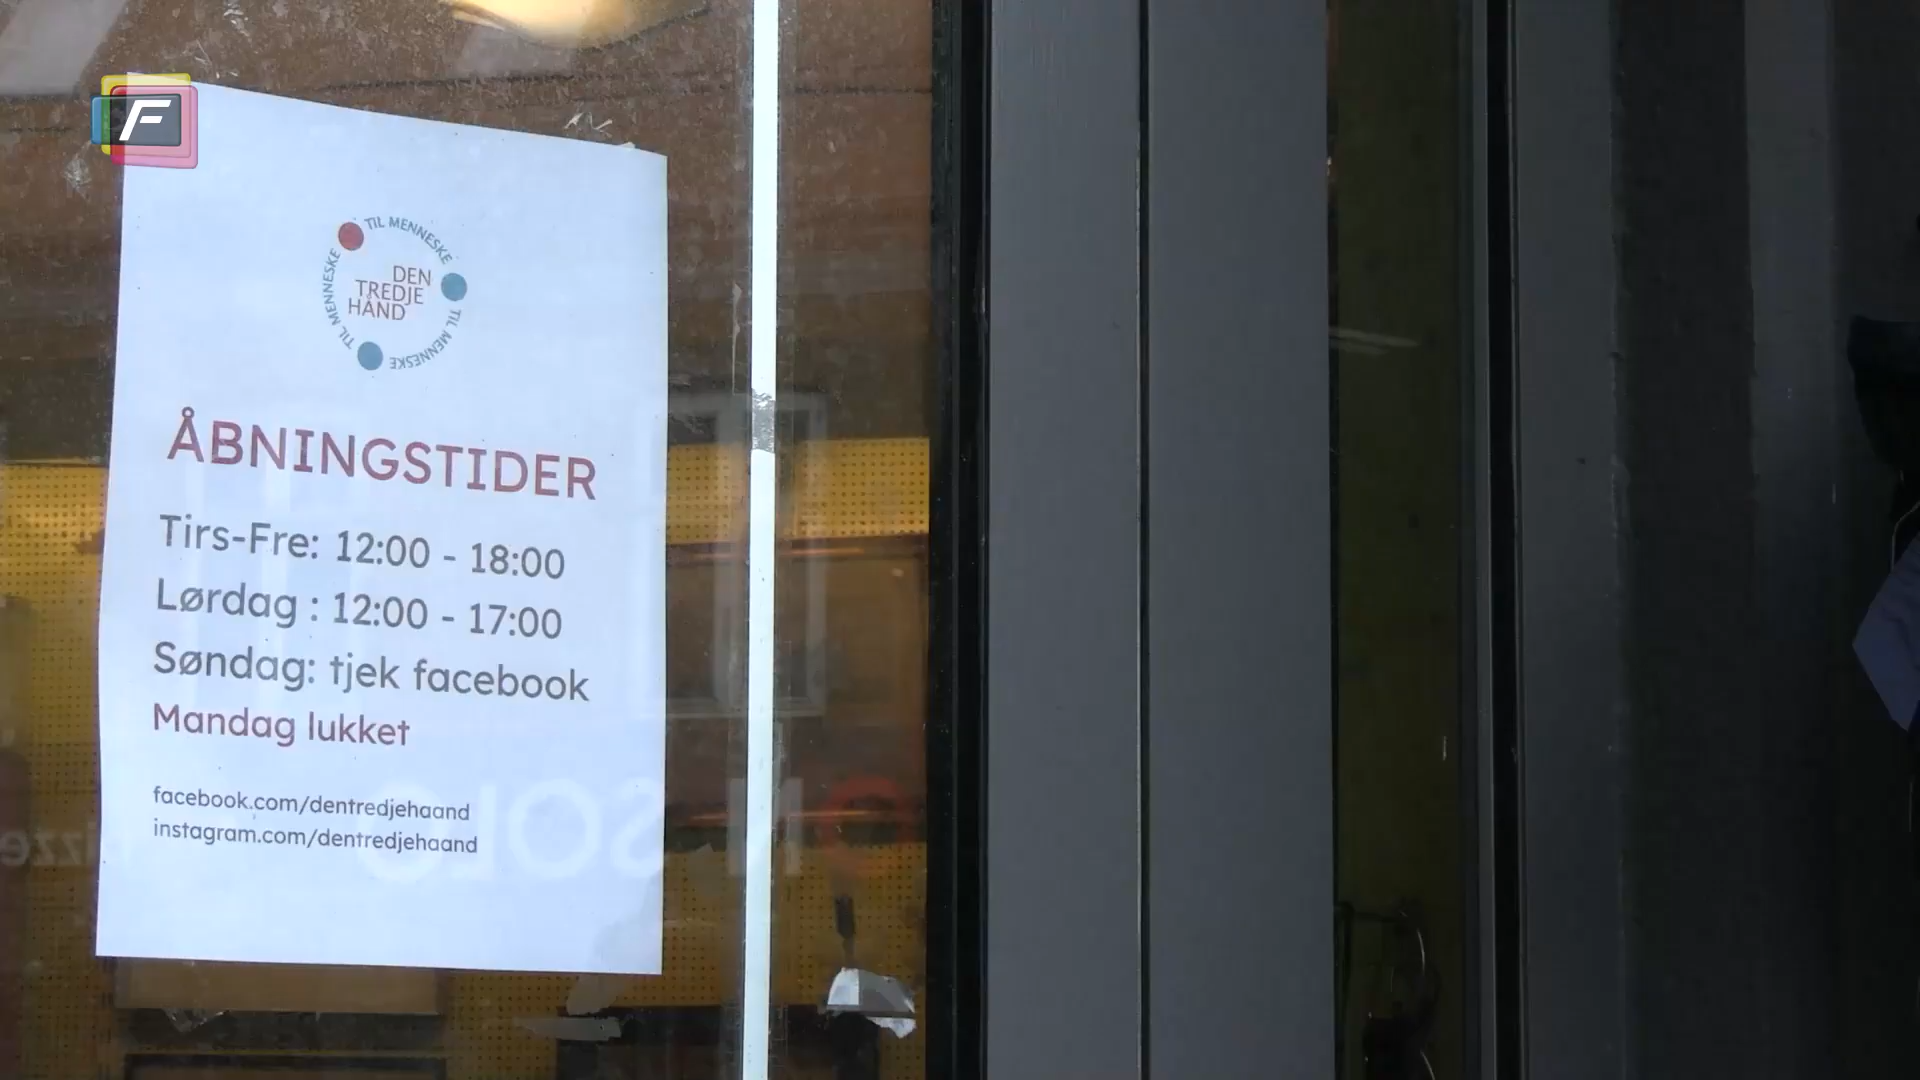 F
TIL MENNESKE
TIL MENNESKE
TIL MENNESKE
DEN
TREDJE
HÅND
ÅBNINGSTIDER
Tirs-Fre: 12:00 - 18:00
Lørdag : 12:00 - 17:00
Søndag: tjek facebook
Mandag lukket
facebook.com/dentredjehaand
instagram.com/dentredjehaand